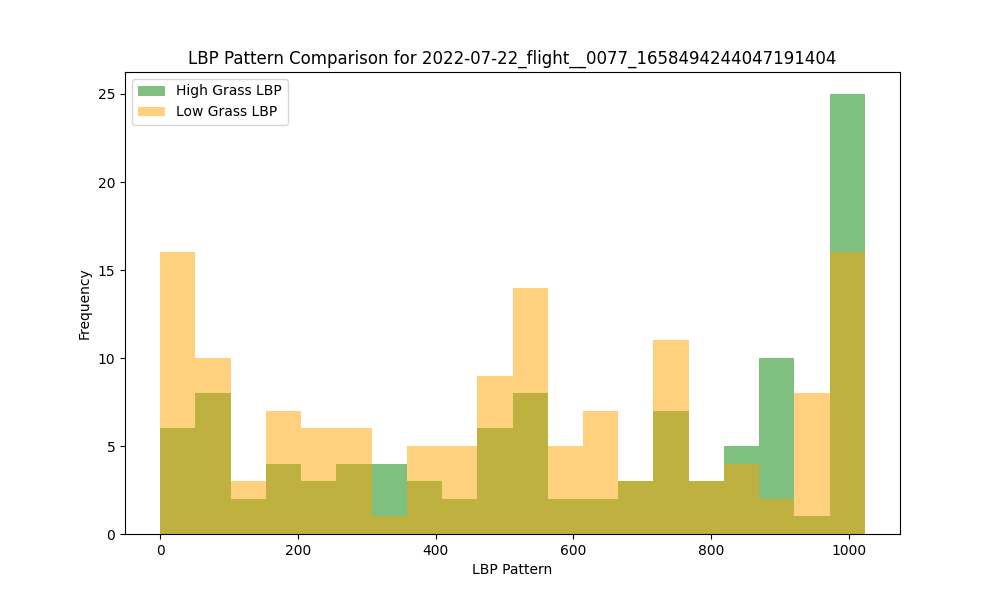 LBP Pattern Comparison for 2022-07-22_flight__0077_1658494244047191404
High Grass LBP
Low Grass LBP
25
20
15
10
5
0
Frequency
0 200 400 600 800 1000
LBP Pattern